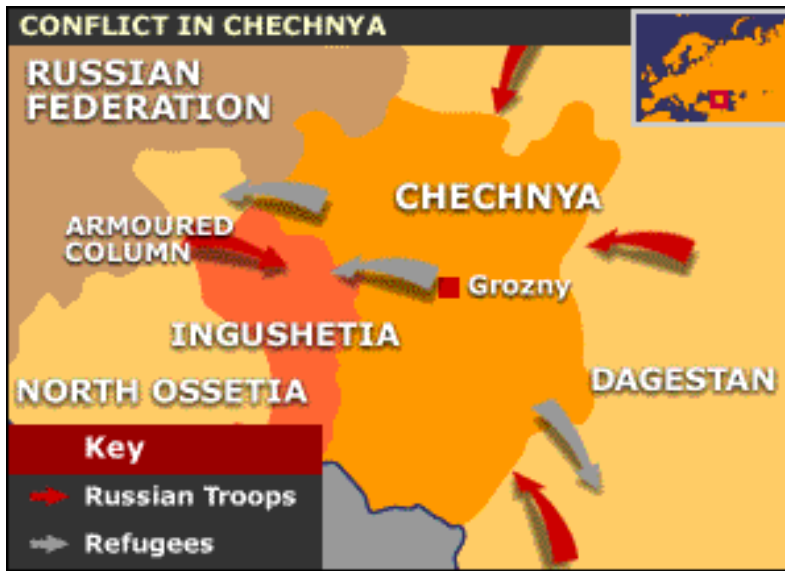 CONFLICT IN CHECHNYA
RUSSIAN
FEDERATION
CHECHNYA
ARMOURED
COLUMN
Grozny
INGUSHETIA
DAGESTAN
NORTH OSSETIA
Key
Russian Troops
Refugees